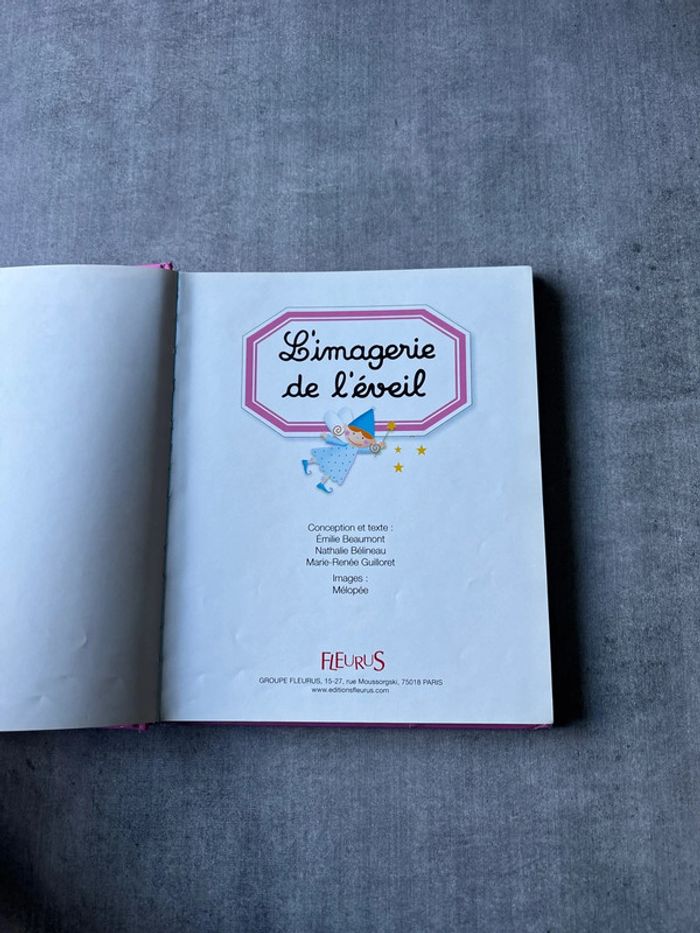 L'imagerie
de l'éveil
Conception et texte :
Émilie Beaumont
Nathalie Bélineau
Marie-Renée Guilloret
Images :
Mélopée
FLEURUS
GROUPE FLEURUS, 15-27, rue Moussorgski, 75018 PARIS
www.editionsfleurus.com